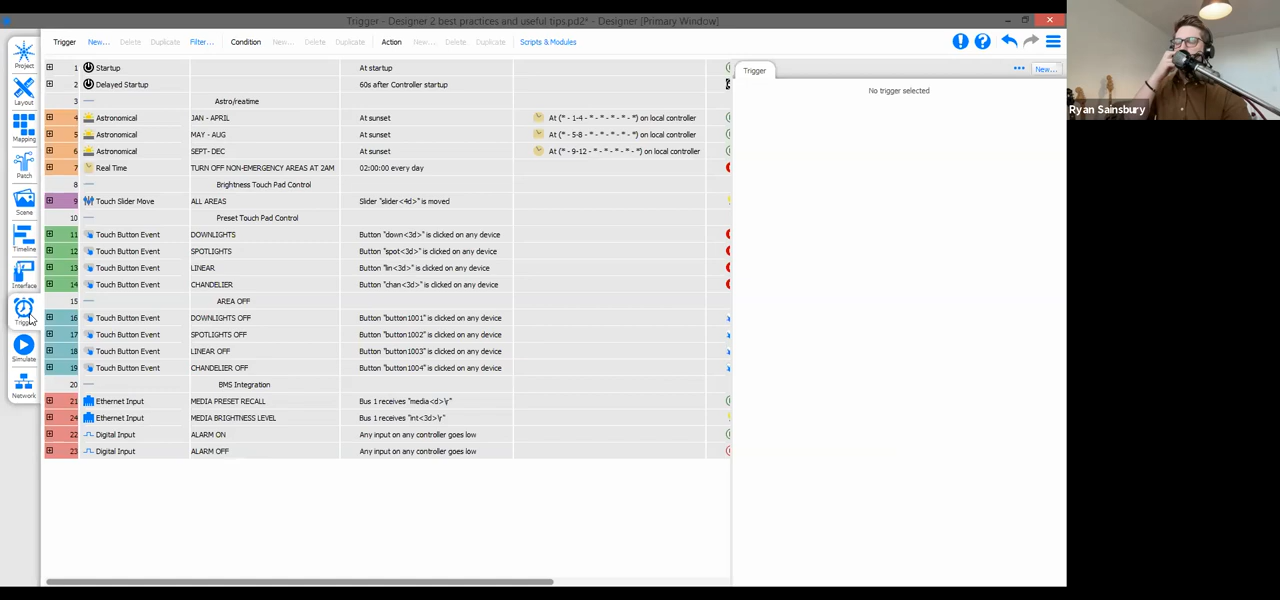 Trigger - Designer 2 best practices and useful tips.pd2* - Designer [Primary Window]
Trigger New... Delete Duplicate Filter... Condition New... Delete Duplicate Action New... Delete Duplicate Scripts & Modules
Project
Layout
Mapping
Patch
Scene
Timeline
Interface
Trigger
Simulate
Network
1 Startup At startup
2 Delayed Startup 60s after Controller startup
3 Astro/reatime
4 Astronomical JAN - APRIL At sunset At (* - 1-4 - * - * - * - * - *) on local controller
5 Astronomical MAY - AUG At sunset At (* - 5-8 - * - * - * - * - *) on local controller
6 Astronomical SEPT- DEC At sunset At (* - 9-12 - * - * - * - * - *) on local controller
7 Real Time TURN OFF NON-EMERGENCY AREAS AT 2AM 02:00:00 every day
8 Brightness Touch Pad Control
9 Touch Slider Move ALL AREAS Slider "slider<4d>" is moved
10 Preset Touch Pad Control
11 Touch Button Event DOWNLIGHTS Button "down<3d>" is clicked on any device
12 Touch Button Event SPOTLIGHTS Button "spot<3d>" is clicked on any device
13 Touch Button Event LINEAR Button "lin<3d>" is clicked on any device
14 Touch Button Event CHANDELIER Button "chan<3d>" is clicked on any device
15 AREA OFF
16 Touch Button Event DOWNLIGHTS OFF Button "button1001" is clicked on any device
17 Touch Button Event SPOTLIGHTS OFF Button "button1002" is clicked on any device
18 Touch Button Event LINEAR OFF Button "button1003" is clicked on any device
19 Touch Button Event CHANDELIER OFF Button "button1004" is clicked on any device
20 BMS Integration
21 Ethernet Input MEDIA PRESET RECALL Bus 1 receives "media<d>\r"
24 Ethernet Input MEDIA BRIGHTNESS LEVEL Bus 1 receives "int<3d>\r"
22 Digital Input ALARM ON Any input on any controller goes low
23 Digital Input ALARM OFF Any input on any controller goes low
Trigger
... New...
No trigger selected
Ryan Sainsbury